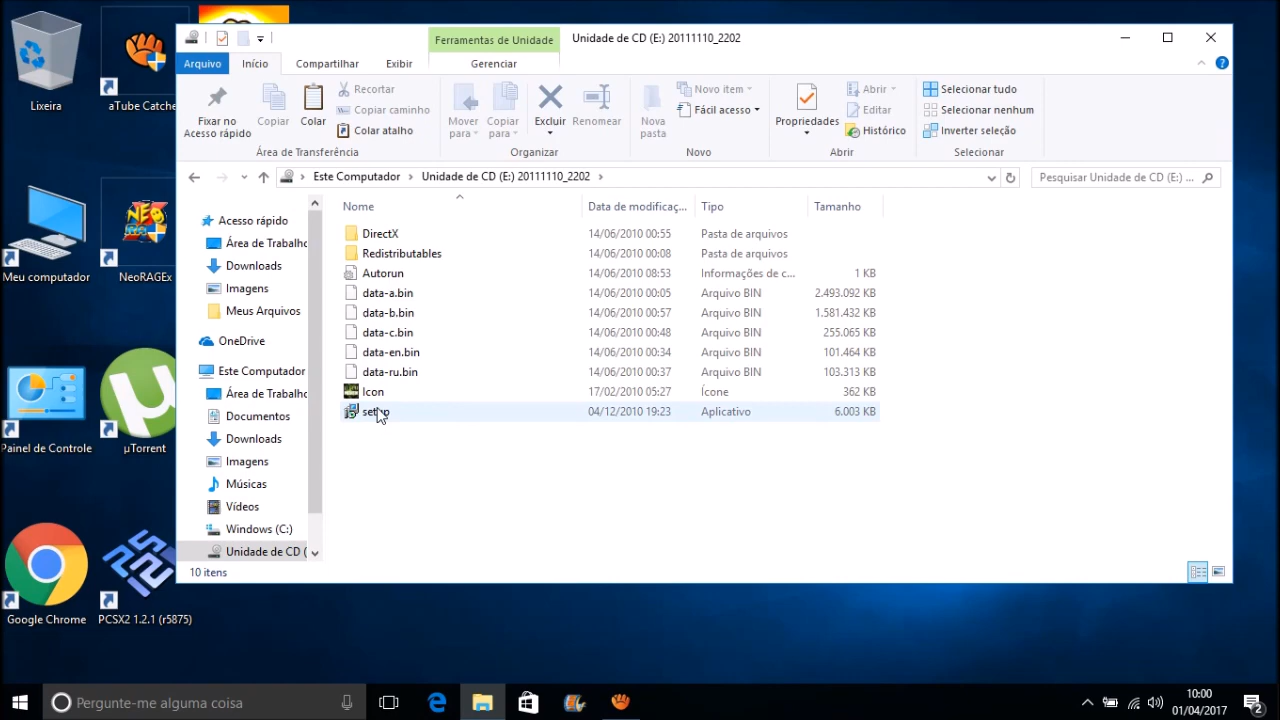 Unidade de CD (E:) 20111110_2202
Ferramentas de Unidade
Arquivo
Início
Compartilhar
Exibir
Gerenciar
Fixar no
Acesso rápido
Copiar
Colar
Recortar
Copiar caminho
Colar atalho
Área de Transferência
Mover
para
Copiar
para
Excluir
Renomear
Organizar
Nova
pasta
Novo item
Fácil acesso
Novo
Propriedades
Abrir
Editar
Histórico
Abrir
Selecionar tudo
Selecionar nenhum
Inverter seleção
Selecionar
Este Computador
Unidade de CD (E:) 20111110_2202
Pesquisar Unidade de CD (E:) ...
Acesso rápido
Área de Trabalho
Downloads
Imagens
Meus Arquivos
OneDrive
Este Computador
Área de Trabalho
Documentos
Downloads
Imagens
Músicas
Vídeos
Windows (C:)
Unidade de CD (
Nome Data de modificaç... Tipo Tamanho
DirectX 14/06/2010 00:55 Pasta de arquivos
Redistributables 14/06/2010 00:08 Pasta de arquivos
Autorun 14/06/2010 08:53 Informações de c... 1 KB
data-a.bin 14/06/2010 00:05 Arquivo BIN 2.493.092 KB
data-b.bin 14/06/2010 00:57 Arquivo BIN 1.581.432 KB
data-c.bin 14/06/2010 00:48 Arquivo BIN 255.065 KB
data-en.bin 14/06/2010 00:34 Arquivo BIN 101.464 KB
data-ru.bin 14/06/2010 00:37 Arquivo BIN 103.313 KB
Icon 17/02/2010 05:27 Ícone 362 KB
setup 04/12/2010 19:23 Aplicativo 6.003 KB
10 itens
Lixeira
aTube Catche
Meu computador
NEO
NeoRAGEx
Painel de Controle
µTorrent
Google Chrome
PCSX2 1.2.1 (r5875)
Pergunte-me alguma coisa
10:00
01/04/2017
2